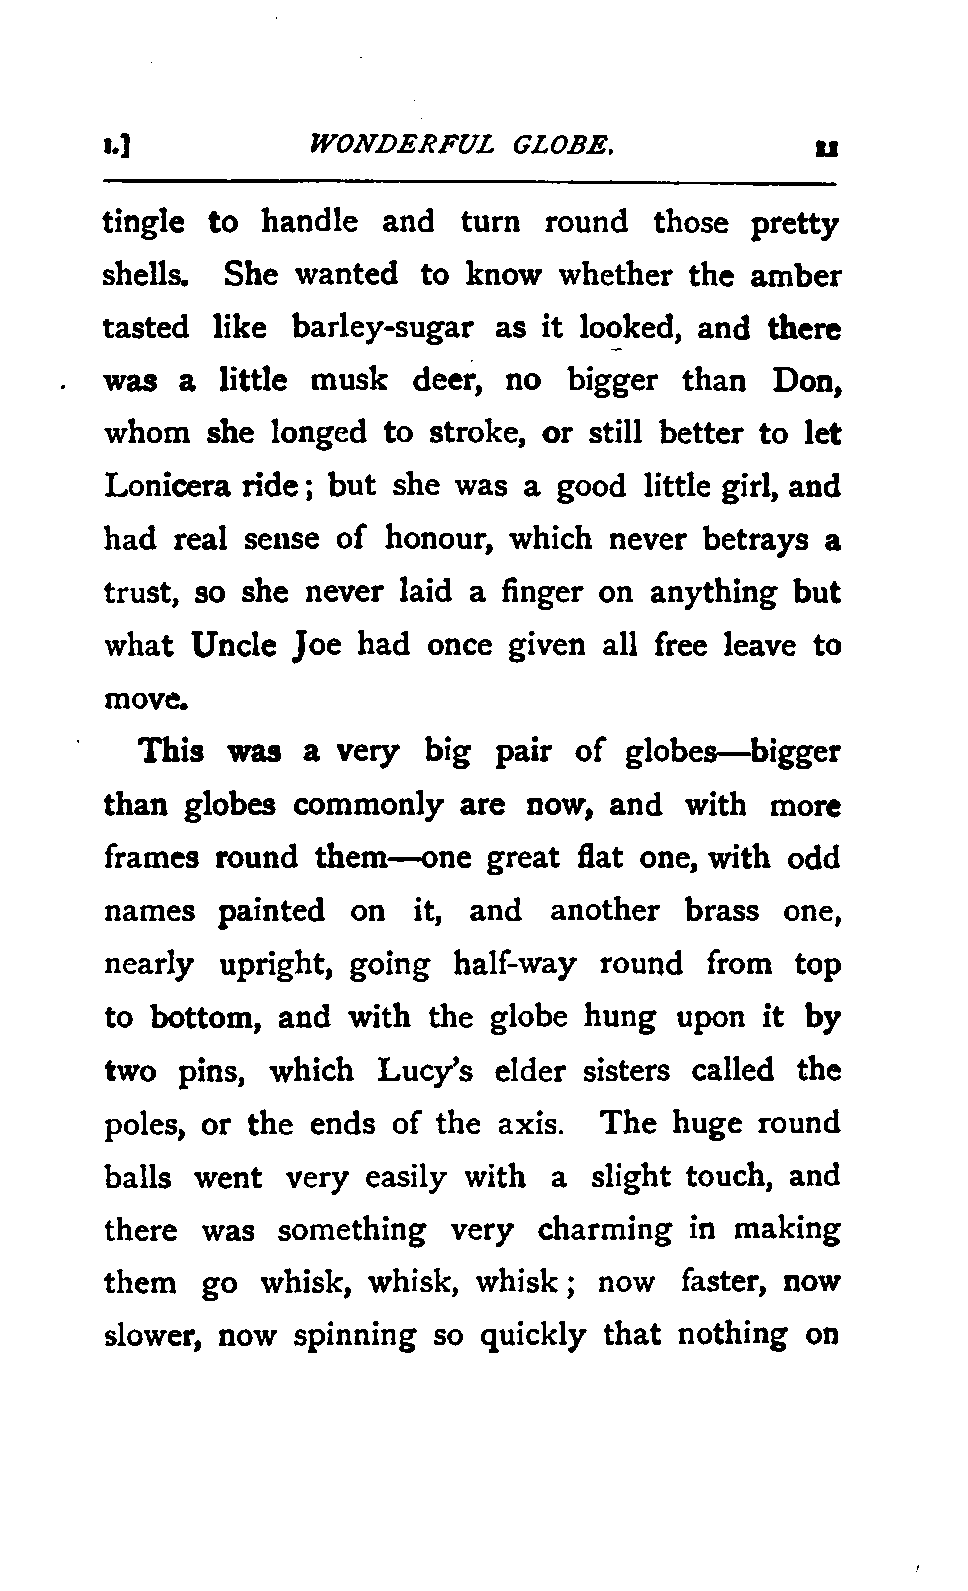 I.] WONDERFUL GLOBE. 11
tingle to handle and turn round those pretty
shells. She wanted to know whether the amber
tasted like barley-sugar as it looked, and there
was a little musk deer, no bigger than Don,
whom she longed to stroke, or still better to let
Lonicera ride; but she was a good little girl, and
had real sense of honour, which never betrays a
trust, so she never laid a finger on anything but
what Uncle Joe had once given all free leave to
move.
This was a very big pair of globes—bigger
than globes commonly are now, and with more
frames round them—one great flat one, with odd
names painted on it, and another brass one,
nearly upright, going half-way round from top
to bottom, and with the globe hung upon it by
two pins, which Lucy's elder sisters called the
poles, or the ends of the axis. The huge round
balls went very easily with a slight touch, and
there was something very charming in making
them go whisk, whisk, whisk; now faster, now
slower, now spinning so quickly that nothing on